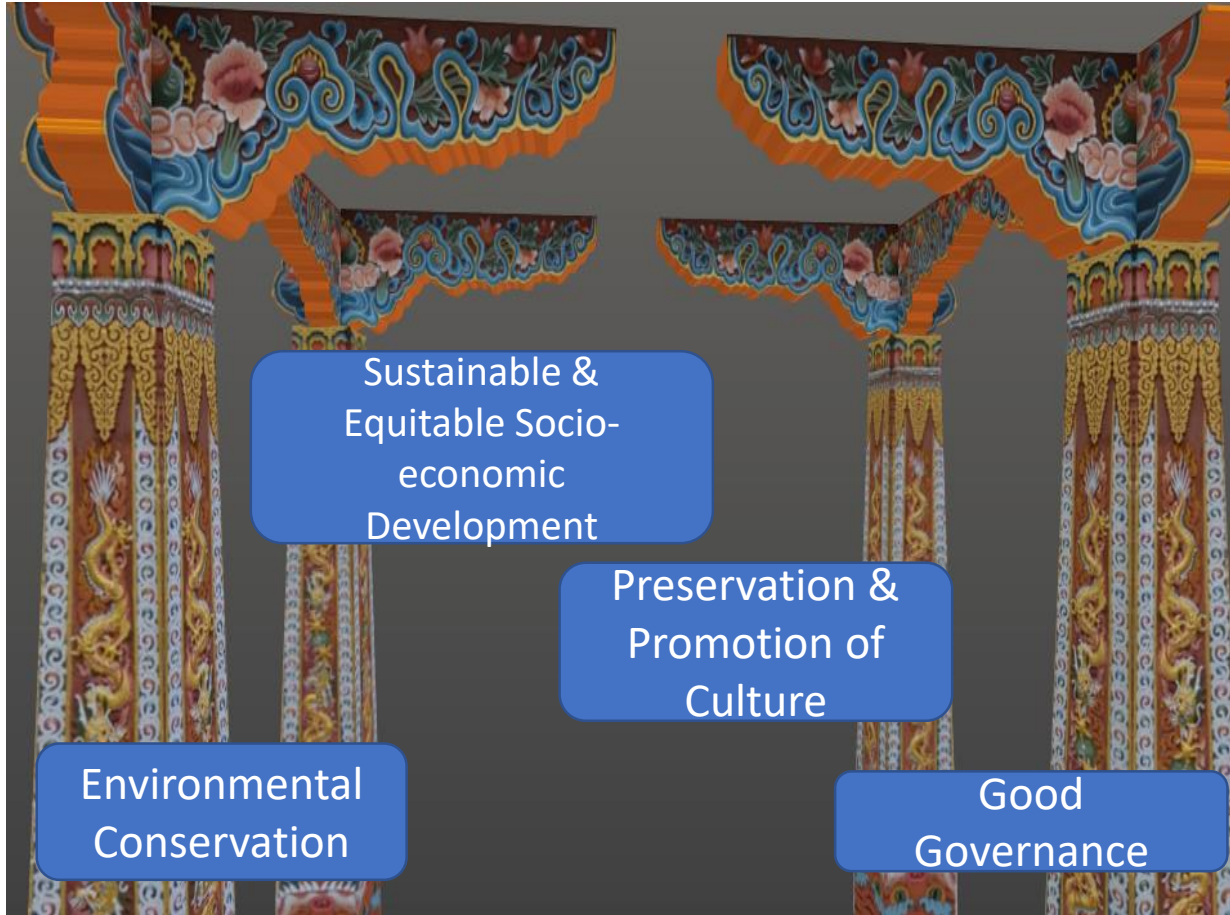 Sustainable &
Equitable Socio-
economic
Development
Preservation &
Promotion of
Culture
Environmental
Conservation
Good
Governance